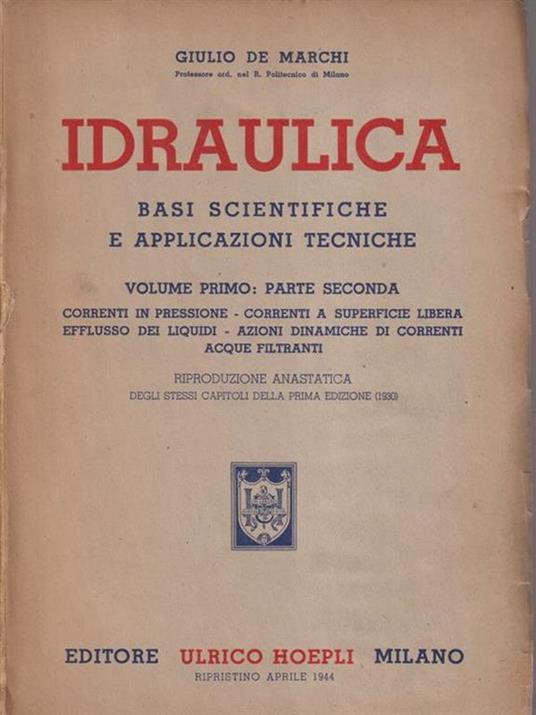 GIULIO DE MARCHI
Professore ord. nel R. Politecnico di Milano
IDRAULICA
BASI SCIENTIFICHE
E APPLICAZIONI TECNICHE
VOLUME PRIMO: PARTE SECONDA
CORRENTI IN PRESSIONE - CORRENTI A SUPERFICIE LIBERA
EFFLUSSO DEI LIQUIDI - AZIONI DINAMICHE DI CORRENTI
ACQUE FILTRANTI
RIPRODUZIONE ANASTATICA
DEGLI STESSI CAPITOLI DELLA PRIMA EDIZIONE (1930)
EDITORE ULRICO HOEPLI MILANO
RIPRISTINO APRILE 1944